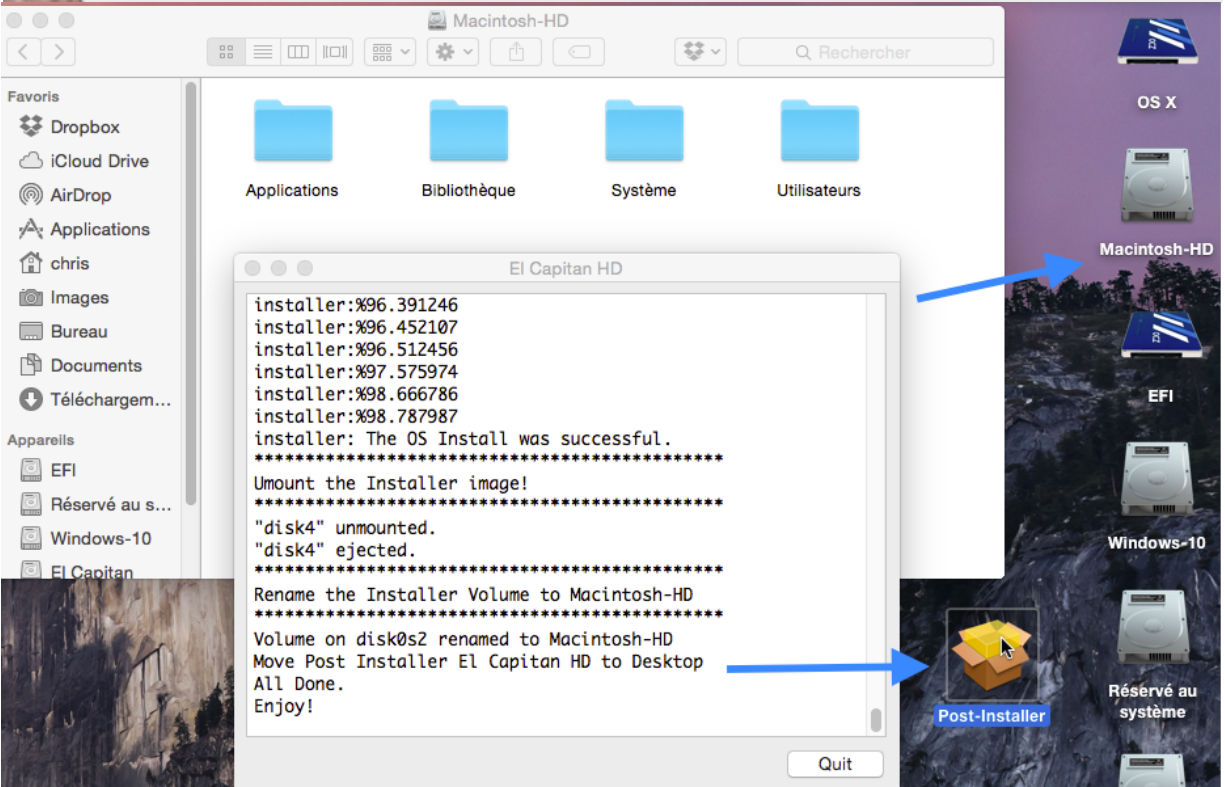 Macintosh-HD
Rechercher
Favoris
Dropbox
iCloud Drive
AirDrop
Applications
chris
Images
Bureau
Documents
Téléchargem...
Appareils
EFI
Réservé au s...
Windows-10
El Capitan
Applications
Bibliothèque
Système
Utilisateurs
El Capitan HD
installer:%96.391246
installer:%96.452107
installer:%96.512456
installer:%97.575974
installer:%98.666786
installer:%98.787987
installer: The OS Install was successful.
**********************************************
Umount the Installer image!
**********************************************
"disk4" unmounted.
"disk4" ejected.
**********************************************
Rename the Installer Volume to Macintosh-HD
**********************************************
Volume on disk0s2 renamed to Macintosh-HD
Move Post Installer El Capitan HD to Desktop
All Done.
Enjoy!
Quit
OS X
Macintosh-HD
EFI
Windows-10
Post-Installer
Réservé au
système